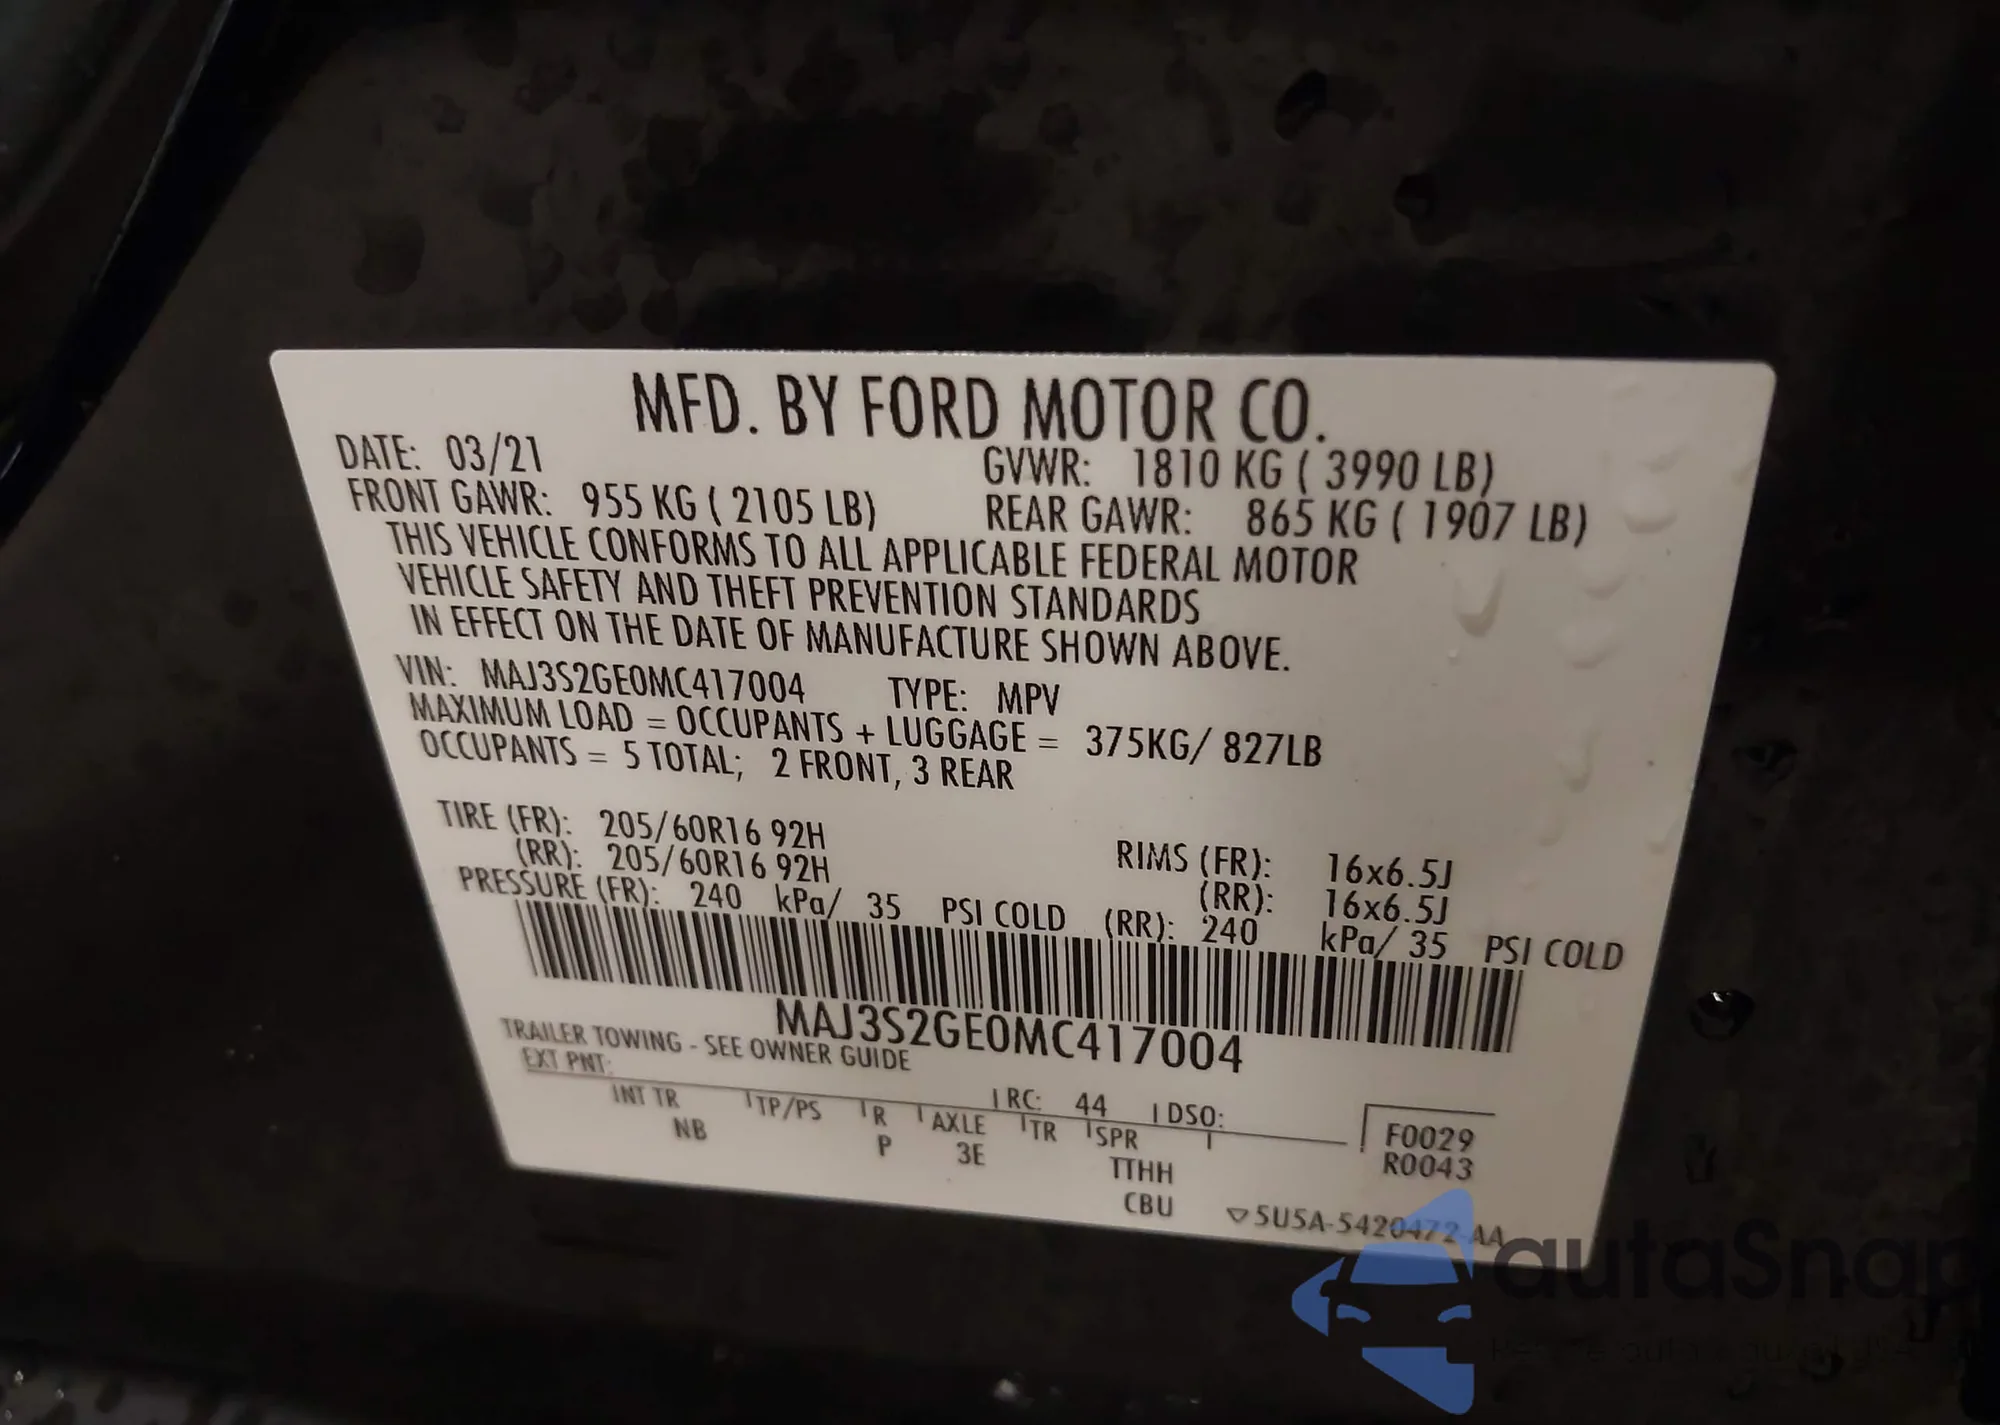 MFD. BY FORD MOTOR CO.
DATE: 03/21 GVWR: 1810 KG ( 3990 LB)
FRONT GAWR: 955 KG ( 2105 LB) REAR GAWR: 865 KG ( 1907 LB)
THIS VEHICLE CONFORMS TO ALL APPLICABLE FEDERAL MOTOR
VEHICLE SAFETY AND THEFT PREVENTION STANDARDS
IN EFFECT ON THE DATE OF MANUFACTURE SHOWN ABOVE.
VIN: MAJ3S2GE0MC417004 TYPE: MPV
MAXIMUM LOAD = OCCUPANTS + LUGGAGE = 375KG/ 827LB
OCCUPANTS = 5 TOTAL; 2 FRONT, 3 REAR
TIRE (FR): 205/60R16 92H RIMS (FR): 16x6.5J
(RR): 205/60R16 92H (RR): 16x6.5J
PRESSURE (FR): 240 kPa/ 35 PSI COLD (RR): 240 kPa/ 35 PSI COLD
MAJ3S2GE0MC417004
TRAILER TOWING - SEE OWNER GUIDE
EXT PNT: RC: 44 DSO:
INT TR TP/PS R AXLE TR SPR F0029
NB P 3E TTHH R0043
CBU 5U5A-5420472-AA
autaSnap